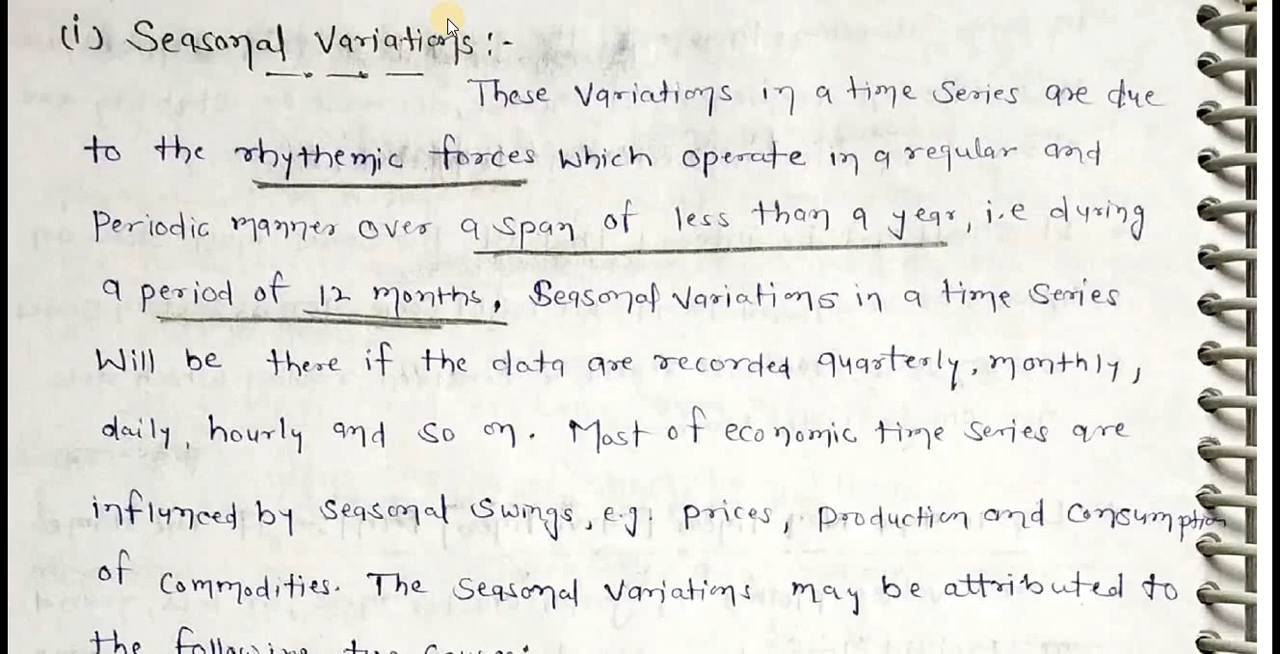 (i) Seasonal Variations :-
These Variations in a time series are due
to the rhythemic forces which operate in a regular and
Periodic manner over a span of less than a year, i.e during
a period of 12 months. Seasonal Variations in a time series
Will be there if the data are recorded quarterly, monthly,
daily, hourly and so on. Most of economic time series are
influnced by seasonal swings, e.g. prices, production and consumption
of commodities. The seasonal variations may be attributed to
the following two